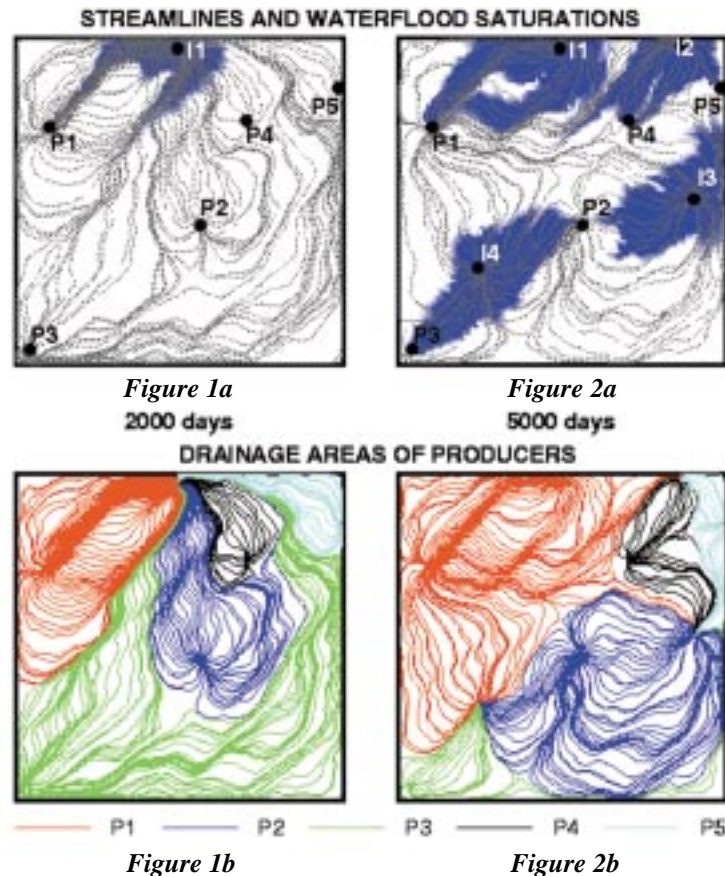 STREAMLINES AND WATERFLOOD SATURATIONS
I1
P5
P1
P4
P2
P3
I1
I2
P5
P1
P4
I3
P2
I4
P3
Figure 1a
Figure 2a
2000 days
5000 days
DRAINAGE AREAS OF PRODUCERS
P1
P2
P3
P4
P5
Figure 1b
Figure 2b